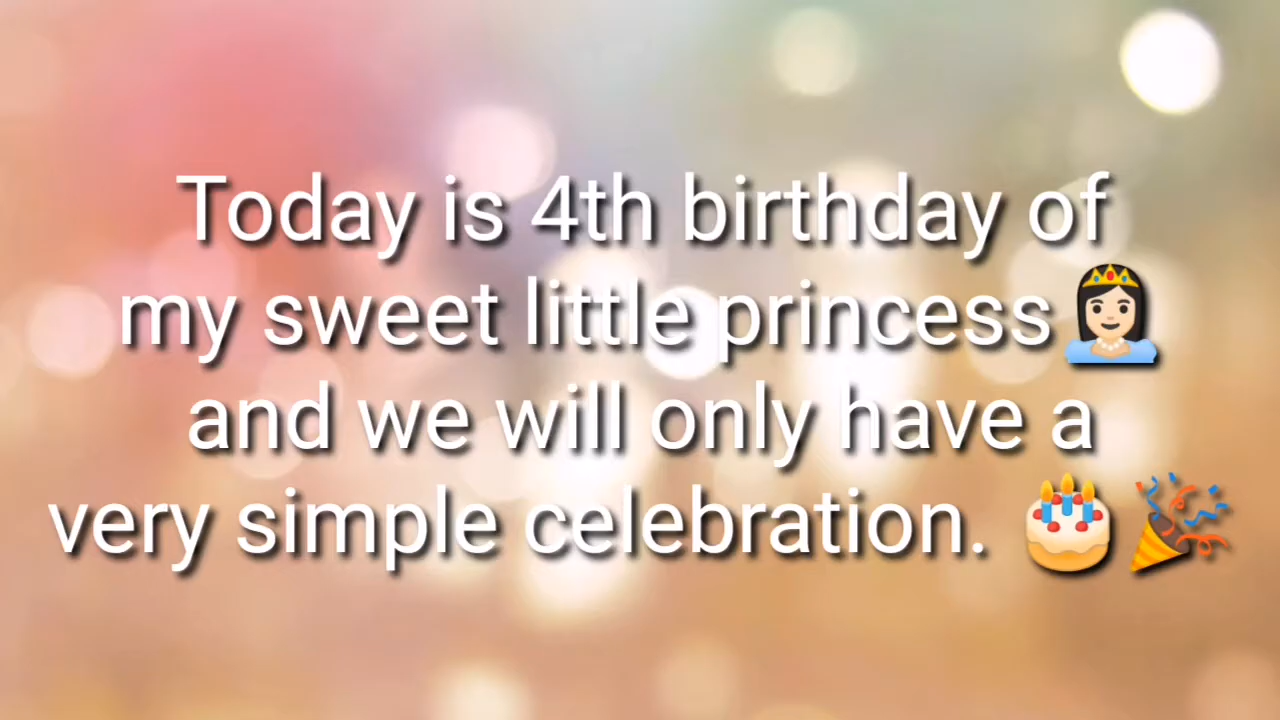 Today is 4th birthday of
my sweet little princess👸🏻
and we will only have a
very simple celebration. 🎂🎉